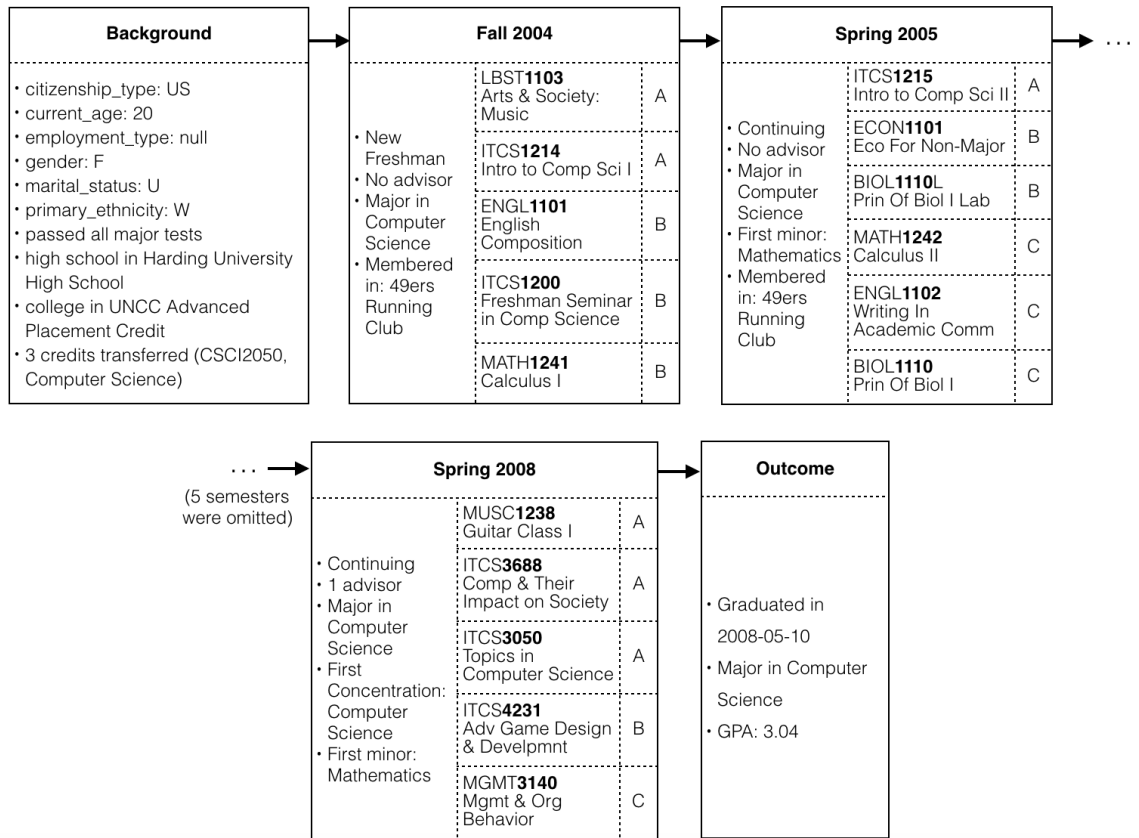 Background
• citizenship_type: US
• current_age: 20
• employment_type: null
• gender: F
• marital_status: U
• primary_ethnicity: W
• passed all major tests
• high school in Harding University
High School
• college in UNCC Advanced
Placement Credit
• 3 credits transferred (CSCI2050,
Computer Science)
Fall 2004
• New
Freshman
• No advisor
• Major in
Computer
Science
• Membered
in: 49ers
Running
Club
LBST1103
Arts & Society:
Music
A
ITCS1214
Intro to Comp Sci I
A
ENGL1101
English
Composition
B
ITCS1200
Freshman Seminar
in Comp Science
B
MATH1241
Calculus I
B
Spring 2005
• Continuing
• No advisor
• Major in
Computer
Science
• First minor:
Mathematics
• Membered
in: 49ers
Running
Club
ITCS1215
Intro to Comp Sci II
A
ECON1101
Eco For Non-Major
B
BIOL1110L
Prin Of Biol I Lab
B
MATH1242
Calculus II
C
ENGL1102
Writing In
Academic Comm
C
BIOL1110
Prin Of Biol I
C
...
...
(5 semesters
were omitted)
Spring 2008
• Continuing
• 1 advisor
• Major in
Computer
Science
• First
Concentration:
Computer
Science
• First minor:
Mathematics
MUSC1238
Guitar Class I
A
ITCS3688
Comp & Their
Impact on Society
A
ITCS3050
Topics in
Computer Science
A
ITCS4231
Adv Game Design
& Develpmnt
B
MGMT3140
Mgmt & Org
Behavior
C
Outcome
• Graduated in
2008-05-10
• Major in Computer
Science
• GPA: 3.04